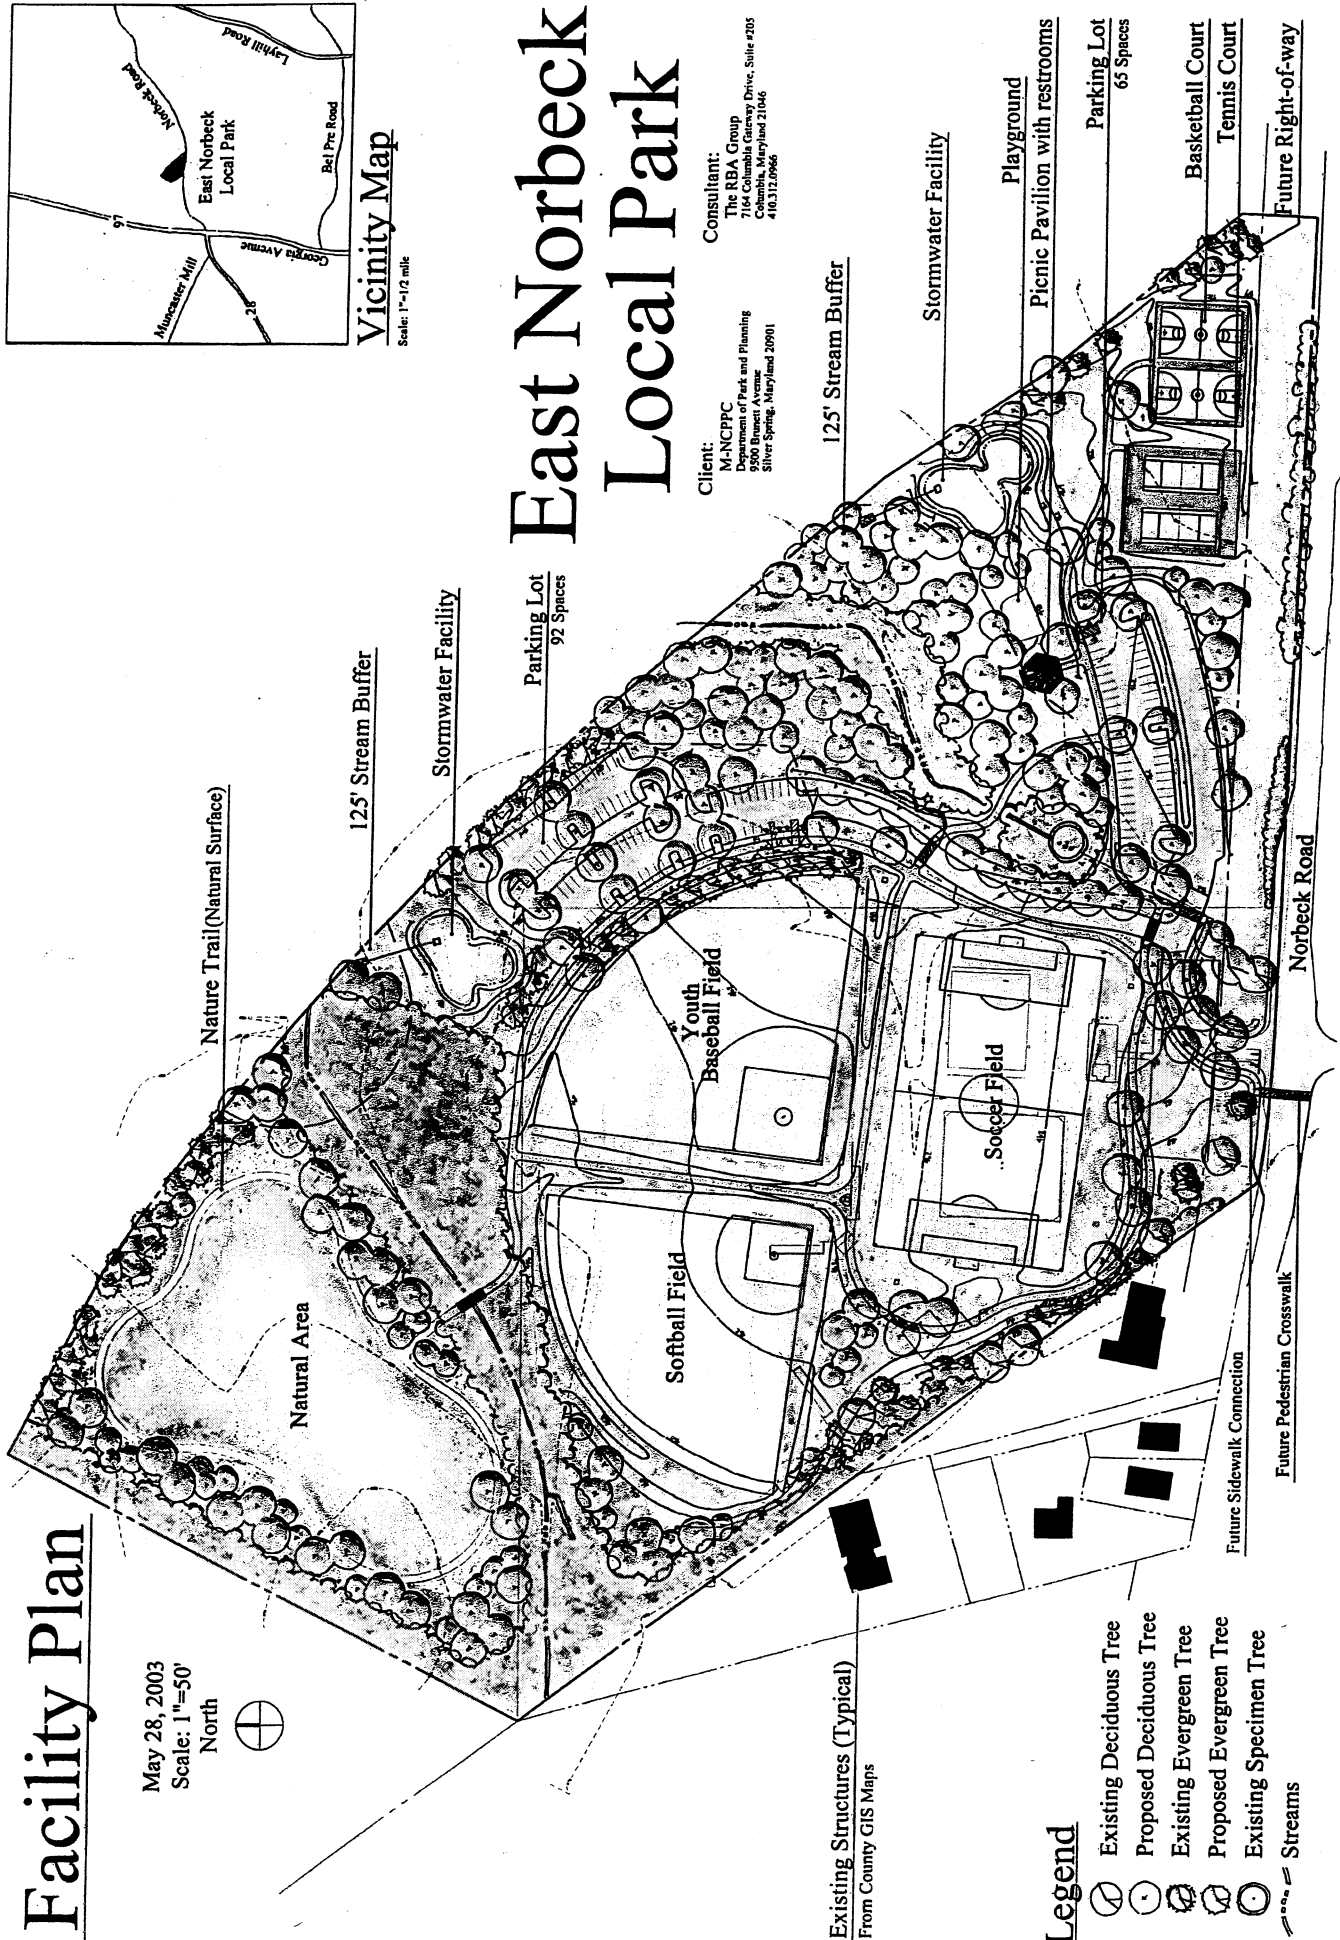 Facility Plan
May 28, 2003
Scale: 1"=50'
North
Nature Trail(Natural Surface)
125' Stream Buffer
Stormwater Facility
Parking Lot
92 Spaces
Vicinity Map
Scale: 1"=1/2 mile
Layhill Road
Norbeck Road
East Norbeck
Local Park
Bel Pre Road
97
Georgia Avenue
Muncaster Mill
28
East Norbeck
Local Park
Client:
M-NCPPC
Department of Park and Planning
9500 Brunett Avenue
Silver Spring, Maryland 20901
Consultant:
The RBA Group
7164 Columbia Gateway Drive, Suite #205
Columbia, Maryland 21046
410.312.0966
125' Stream Buffer
Stormwater Facility
Playground
Picnic Pavilion with restrooms
Parking Lot
65 Spaces
Basketball Court
Tennis Court
Future Right-of-way
Natural Area
Softball Field
Youth
Baseball Field
Soccer Field
Norbeck Road
Existing Structures (Typical)
From County GIS Maps
Future Sidewalk Connection
Future Pedestrian Crosswalk
Legend
Existing Deciduous Tree
Proposed Deciduous Tree
Existing Evergreen Tree
Proposed Evergreen Tree
Existing Specimen Tree
Streams